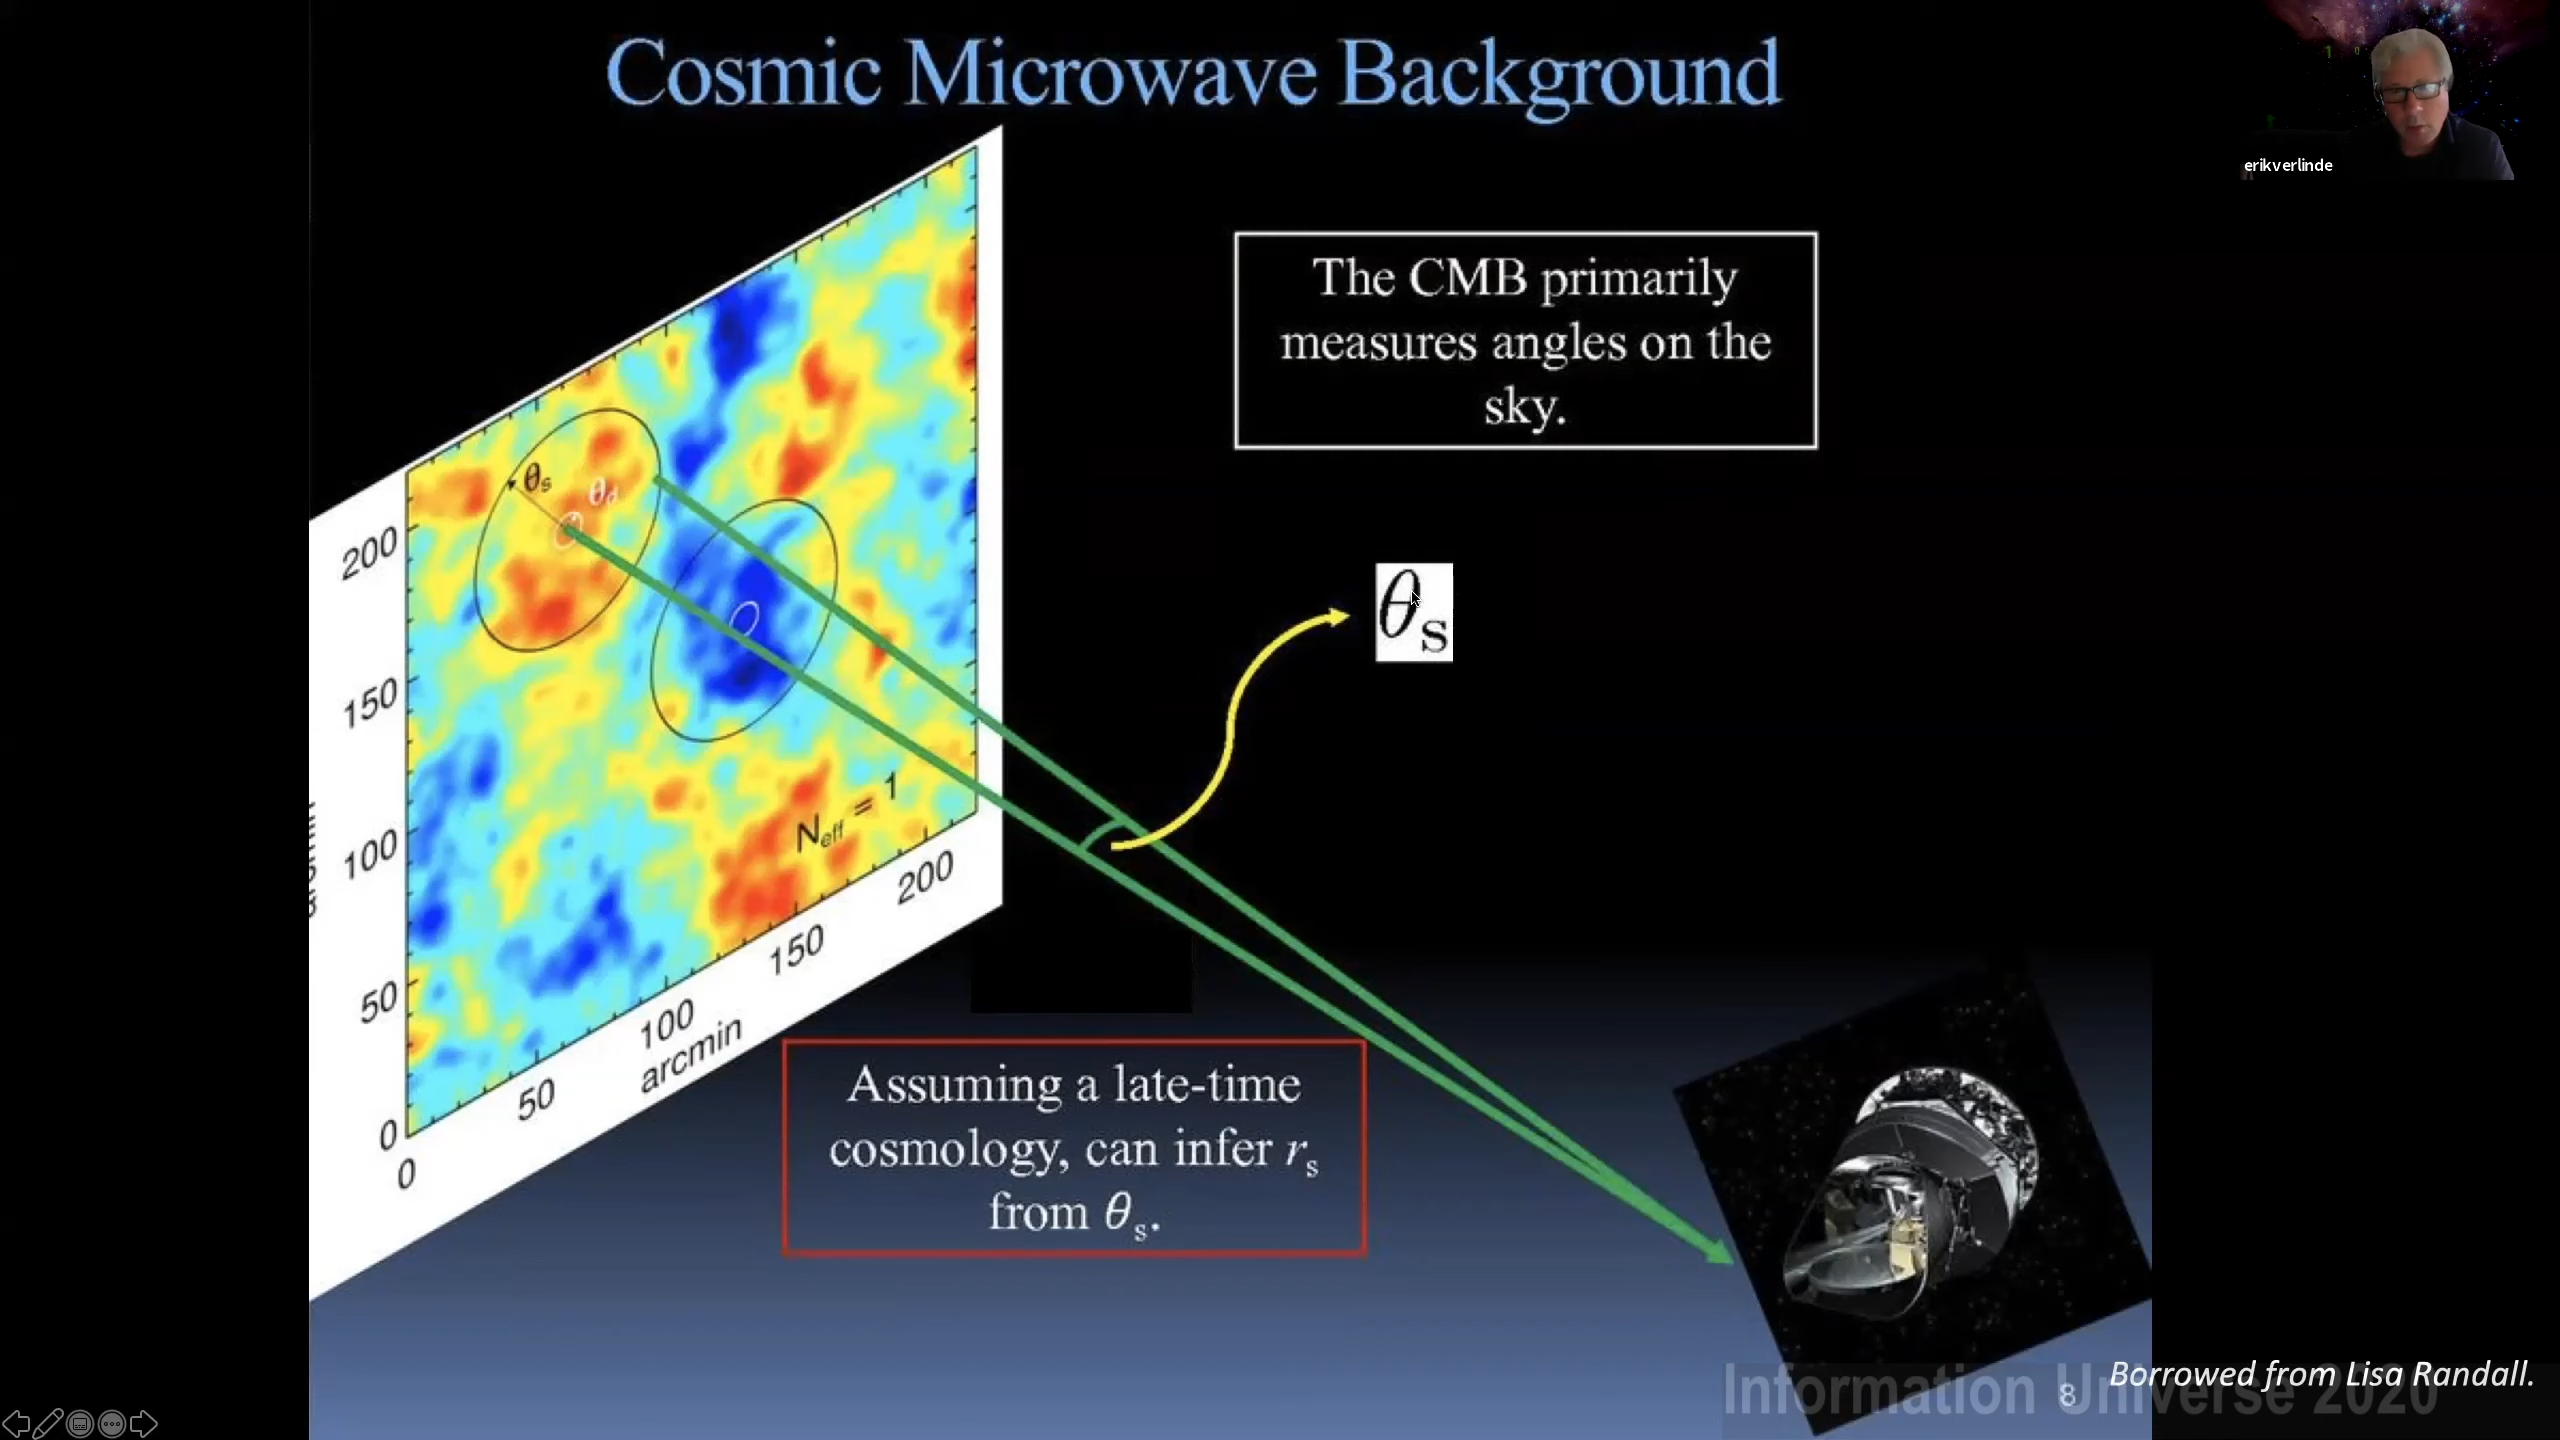 Cosmic Microwave Background
erikverlinde
The CMB primarily
measures angles on the
sky.
θs
θd
θs
200
150
100
50
0
Neff = 1
0
50
100
150
200
arcmin
Assuming a late-time
cosmology, can infer rs
from θs.
Borrowed from Lisa Randall.
Information Universe 2020
8